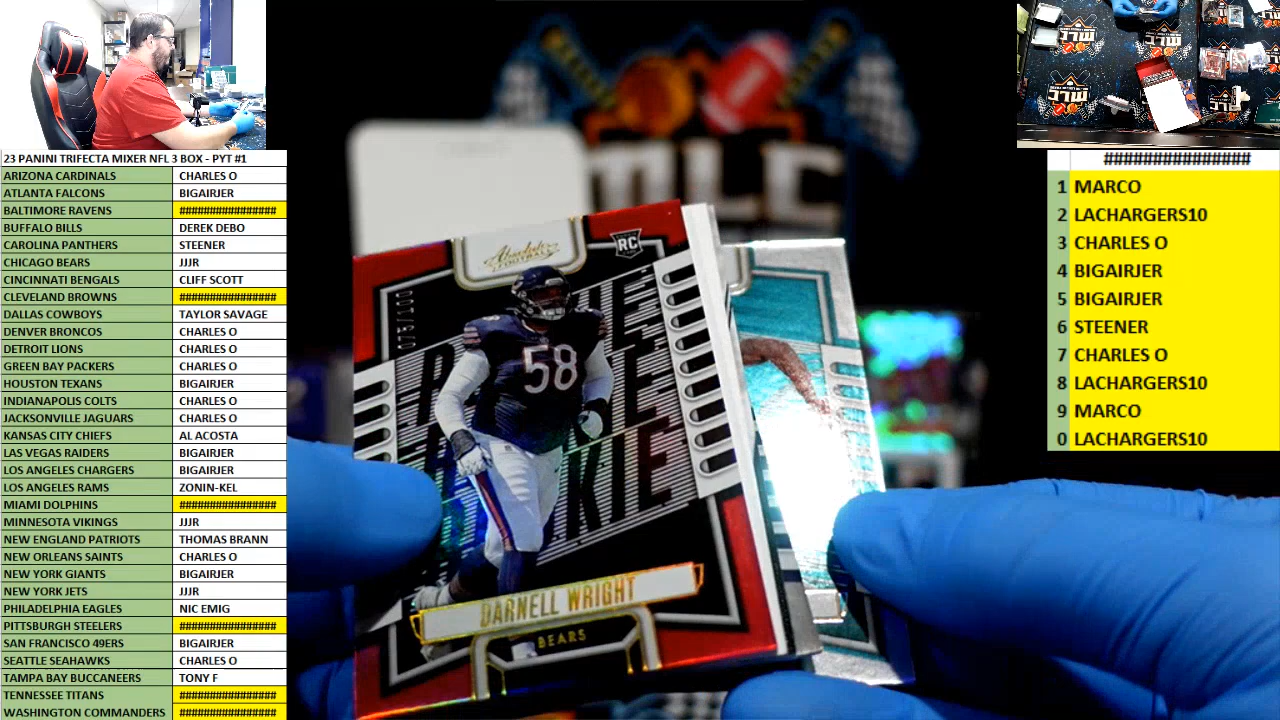 23 PANINI TRIFECTA MIXER NFL 3 BOX - PYT #1
ARIZONA CARDINALS CHARLES O
ATLANTA FALCONS BIGAIRJER
BALTIMORE RAVENS ################
BUFFALO BILLS DEREK DEBO
CAROLINA PANTHERS STEENER
CHICAGO BEARS JJJR
CINCINNATI BENGALS CLIFF SCOTT
CLEVELAND BROWNS ################
DALLAS COWBOYS TAYLOR SAVAGE
DENVER BRONCOS CHARLES O
DETROIT LIONS CHARLES O
GREEN BAY PACKERS CHARLES O
HOUSTON TEXANS BIGAIRJER
INDIANAPOLIS COLTS CHARLES O
JACKSONVILLE JAGUARS CHARLES O
KANSAS CITY CHIEFS AL ACOSTA
LAS VEGAS RAIDERS BIGAIRJER
LOS ANGELES CHARGERS BIGAIRJER
LOS ANGELES RAMS ZONIN-KEL
MIAMI DOLPHINS ################
MINNESOTA VIKINGS JJJR
NEW ENGLAND PATRIOTS THOMAS BRANN
NEW ORLEANS SAINTS CHARLES O
NEW YORK GIANTS BIGAIRJER
NEW YORK JETS JJJR
PHILADELPHIA EAGLES NIC EMIG
PITTSBURGH STEELERS ################
SAN FRANCISCO 49ERS BIGAIRJER
SEATTLE SEAHAWKS CHARLES O
TAMPA BAY BUCCANEERS TONY F
TENNESSEE TITANS ################
WASHINGTON COMMANDERS ################
MLC
Absolute
FOOTBALL
RC
075/100
58
DARNELL WRIGHT
BEARS
###############
1 MARCO
2 LACHARGERS10
3 CHARLES O
4 BIGAIRJER
5 BIGAIRJER
6 STEENER
7 CHARLES O
8 LACHARGERS10
9 MARCO
0 LACHARGERS10